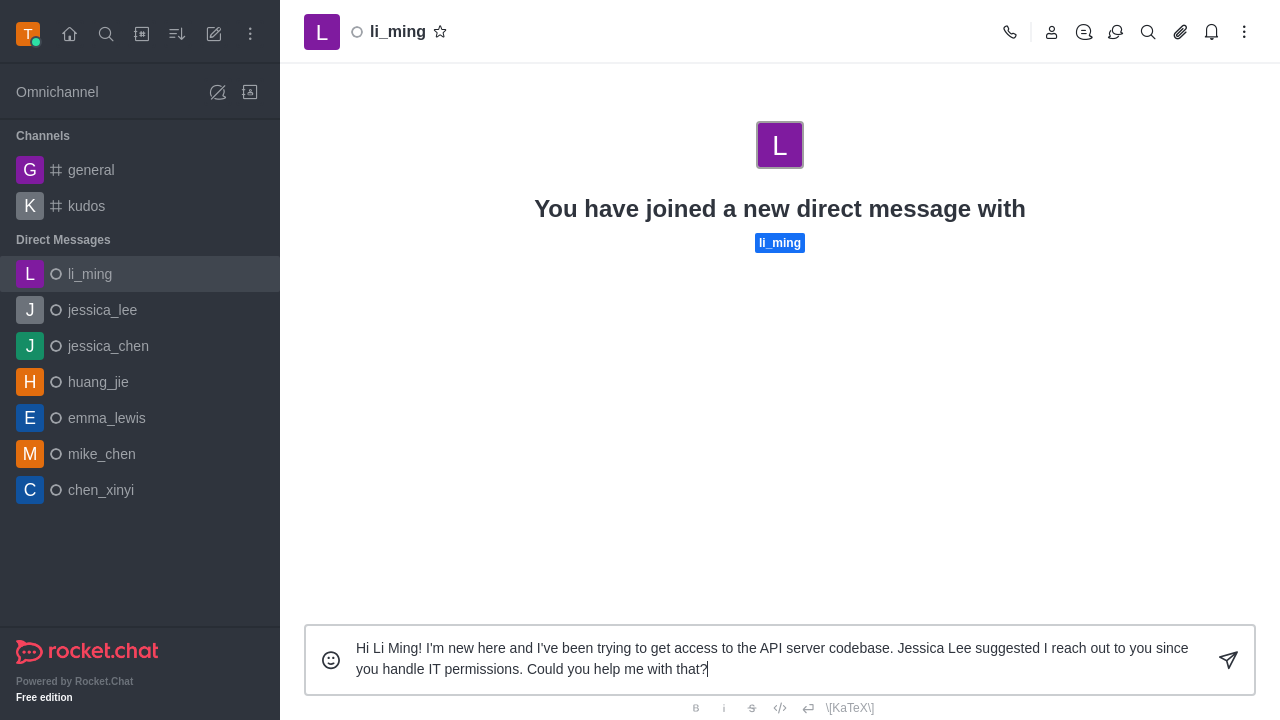 T
L
li_ming
Omnichannel
Channels
G
general
K
kudos
Direct Messages
L
li_ming
J
jessica_lee
J
jessica_chen
H
huang_jie
E
emma_lewis
M
mike_chen
C
chen_xinyi
rocket.chat
Powered by Rocket.Chat
Free edition
L
You have joined a new direct message with
li_ming
Hi Li Ming! I'm new here and I've been trying to get access to the API server codebase. Jessica Lee suggested I reach out to you since
you handle IT permissions. Could you help me with that?
B i S \[KaTeX\]